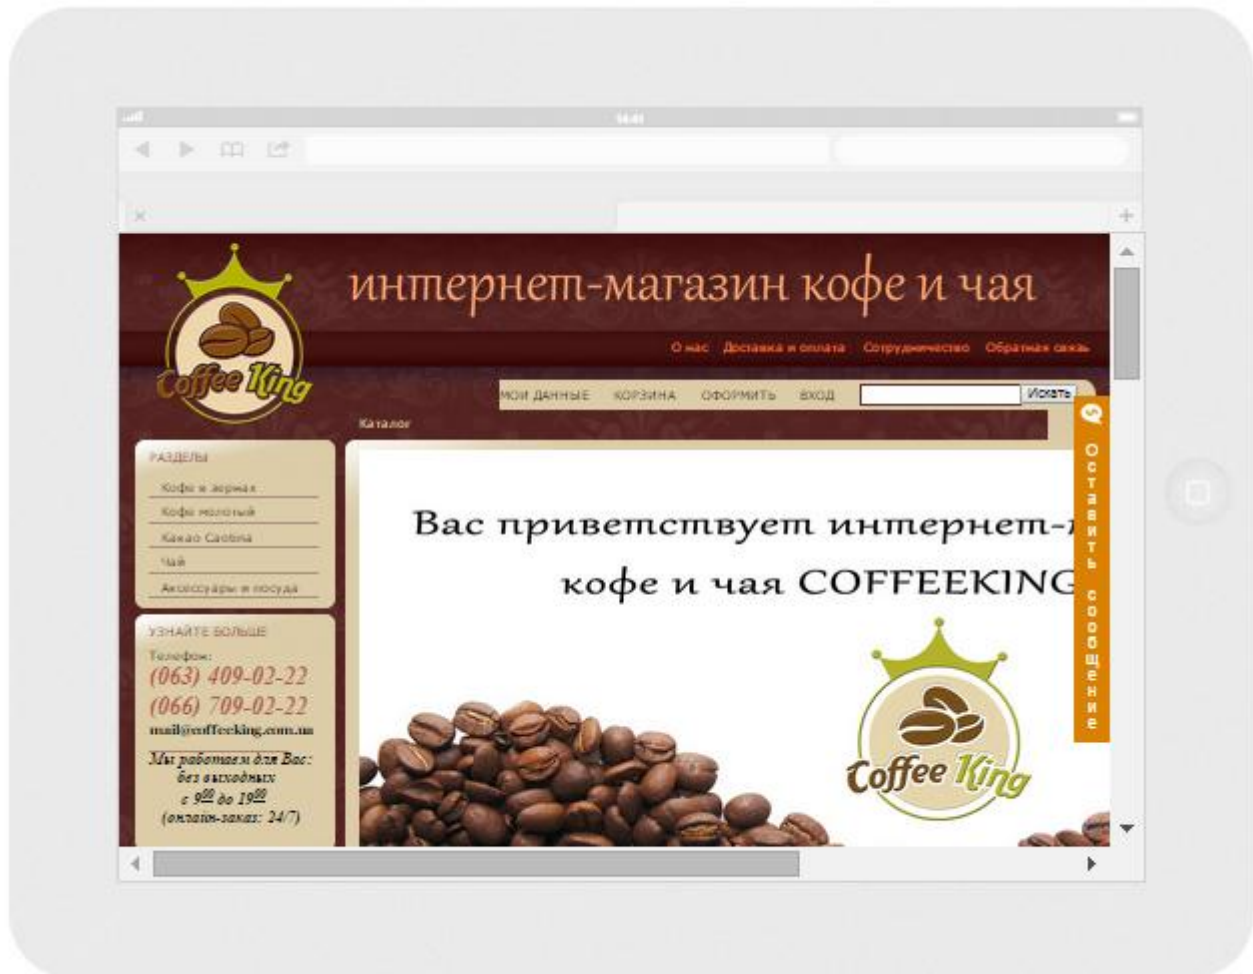 14:41
интернет-магазин кофе и чая
О нас Доставка и оплата Сотрудничество Обратная связь
Coffee King
МОИ ДАННЫЕ КОРЗИНА ОФОРМИТЬ ВХОД Искать
Каталог
РАЗДЕЛЫ
Кофе в зернах
Кофе молотый
Какао
Чай
Аксессуары и посуда
УЗНАЙТЕ БОЛЬШЕ
Телефон:
(063) 409-02-22
(066) 709-02-22
mail@coffeeking.com.ua
Мы работаем для Вас:
без выходных
с 9⁰⁰ до 19⁰⁰
(онлайн-заказ: 24/7)
Вас приветствует интернет-
кофе и чая COFFEEKING
Coffee King
Оставить сообщение